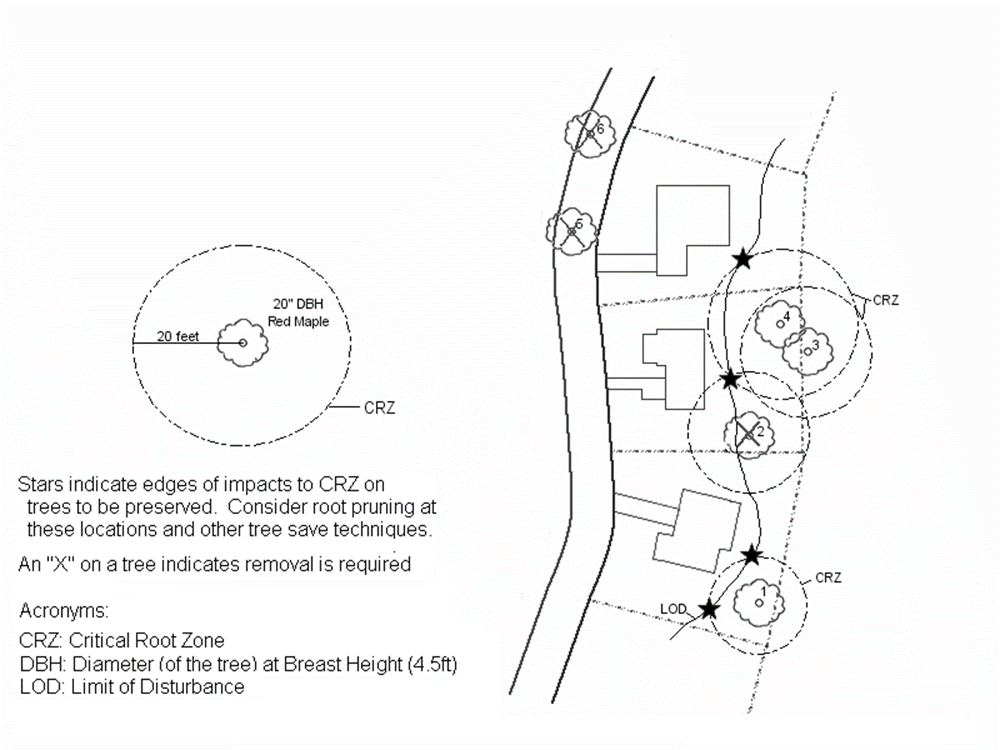 20" DBH
Red Maple
20 feet
CRZ
Stars indicate edges of impacts to CRZ on
trees to be preserved. Consider root pruning at
these locations and other tree save techniques.
An "X" on a tree indicates removal is required
Acronyms:
CRZ: Critical Root Zone
DBH: Diameter (of the tree) at Breast Height (4.5ft)
LOD: Limit of Disturbance
6
5
CRZ
4
3
2
CRZ
1
LOD